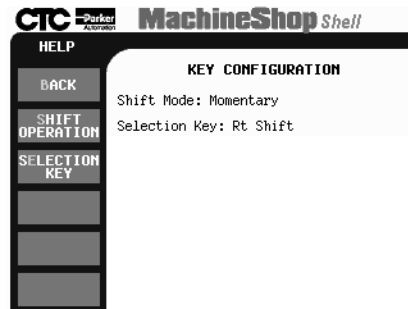 CTC Parker Automation MachineShop Shell
HELP
KEY CONFIGURATION
BACK
Shift Mode: Momentary
SHIFT
OPERATION
Selection Key: Rt Shift
SELECTION
KEY